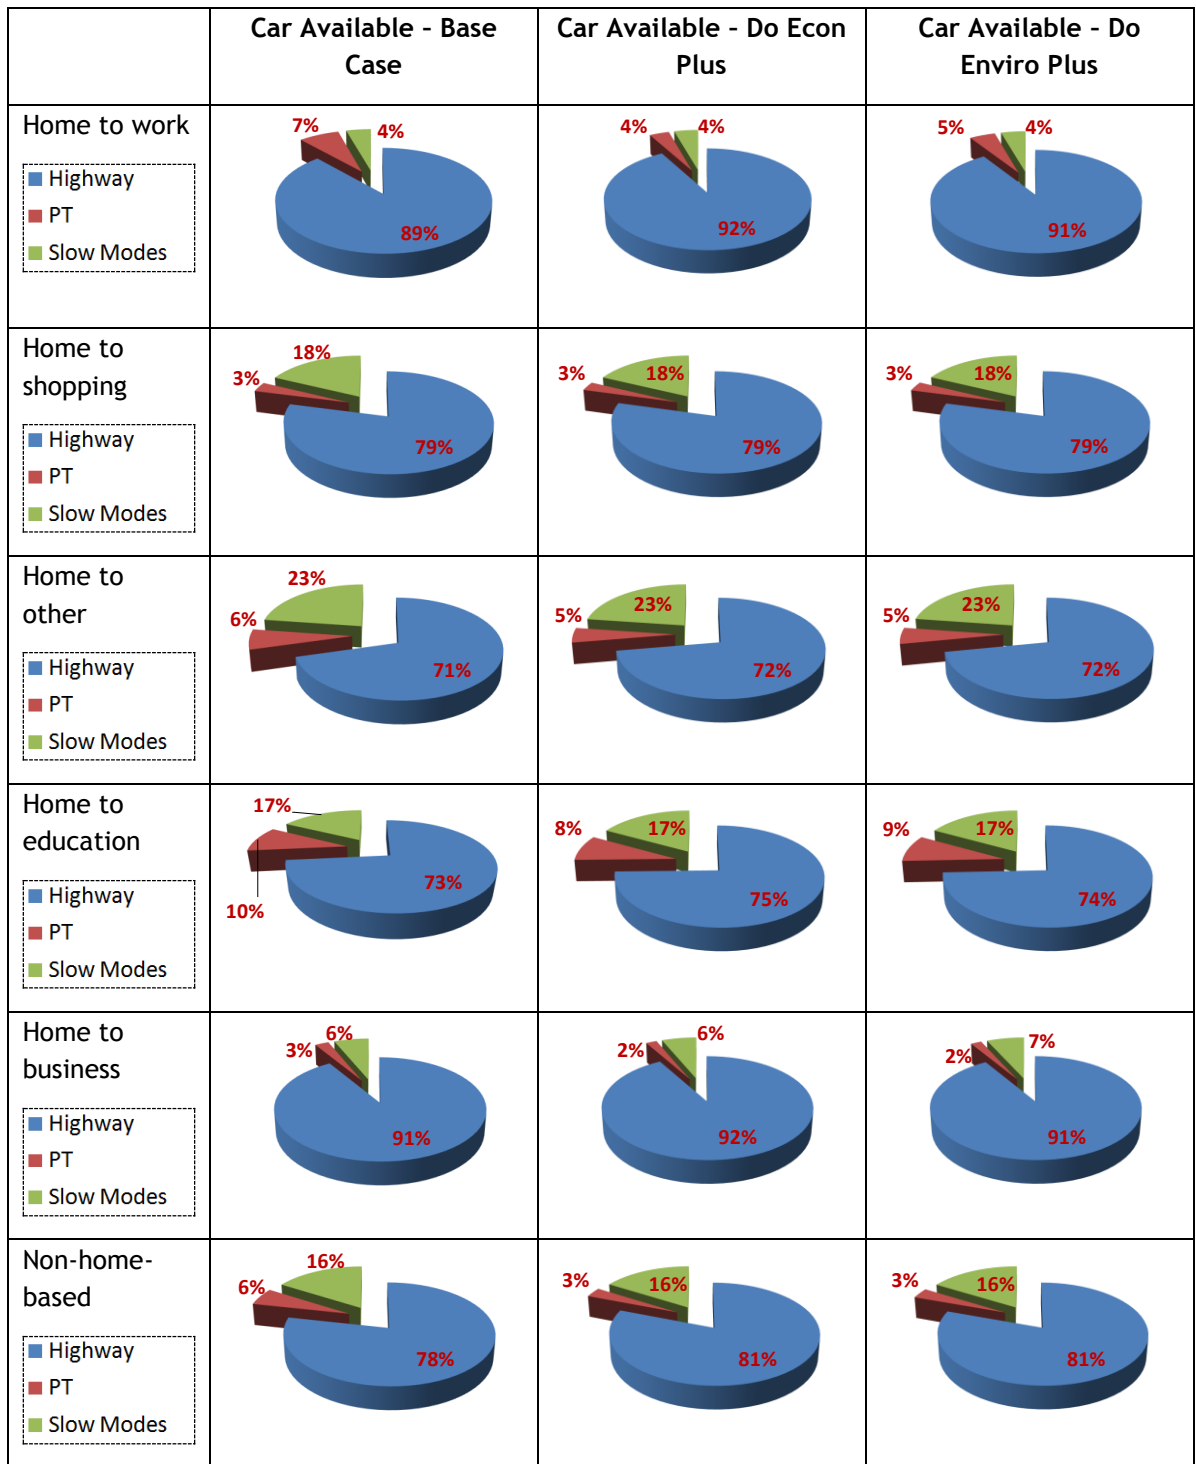 Car Available – Base
Case
Car Available – Do Econ
Plus
Car Available – Do
Enviro Plus
Home to work
Highway
PT
Slow Modes
7%
4%
89%
4%
4%
92%
5%
4%
91%
Home to
shopping
Highway
PT
Slow Modes
18%
3%
79%
3%
18%
79%
3%
18%
79%
Home to
other
Highway
PT
Slow Modes
23%
6%
71%
5%
23%
72%
5%
23%
72%
Home to
education
Highway
PT
Slow Modes
17%
73%
10%
8%
17%
75%
9%
17%
74%
Home to
business
Highway
PT
Slow Modes
6%
3%
91%
6%
2%
92%
7%
2%
91%
Non-home-
based
Highway
PT
Slow Modes
16%
6%
78%
3%
16%
81%
3%
16%
81%